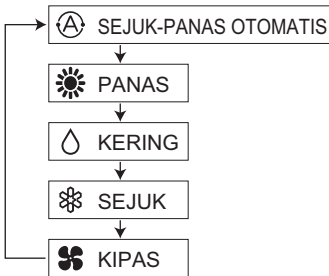 A SEJUK-PANAS OTOMATIS
PANAS
KERING
SEJUK
KIPAS